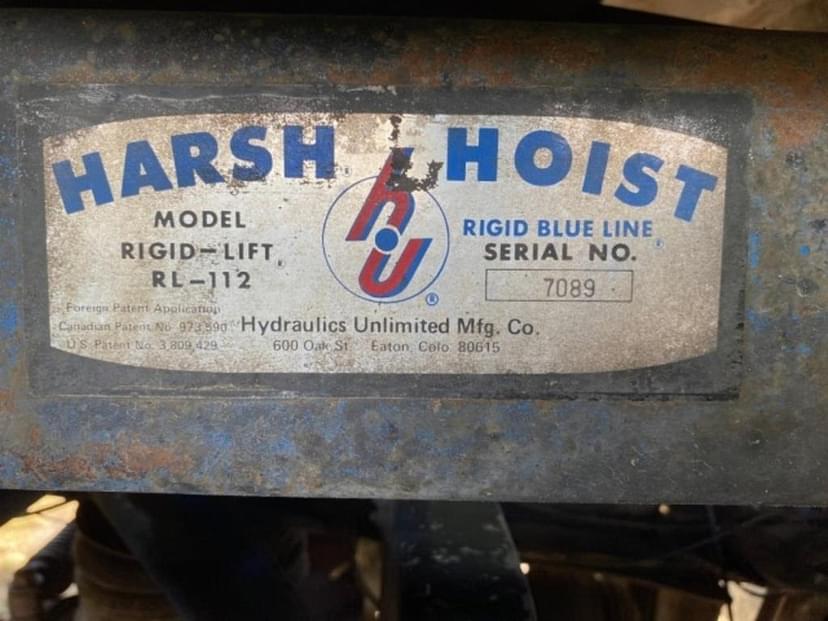 HARSH HOIST
hu ®
MODEL
RIGID-LIFT®
RL-112
RIGID BLUE LINE®
SERIAL NO.
7089
Foreign Patent Application
Canadian Patent No. 973,590
U.S. Patent No. 3,809,429
Hydraulics Unlimited Mfg. Co.
600 Oak St. Eaton, Colo. 80615